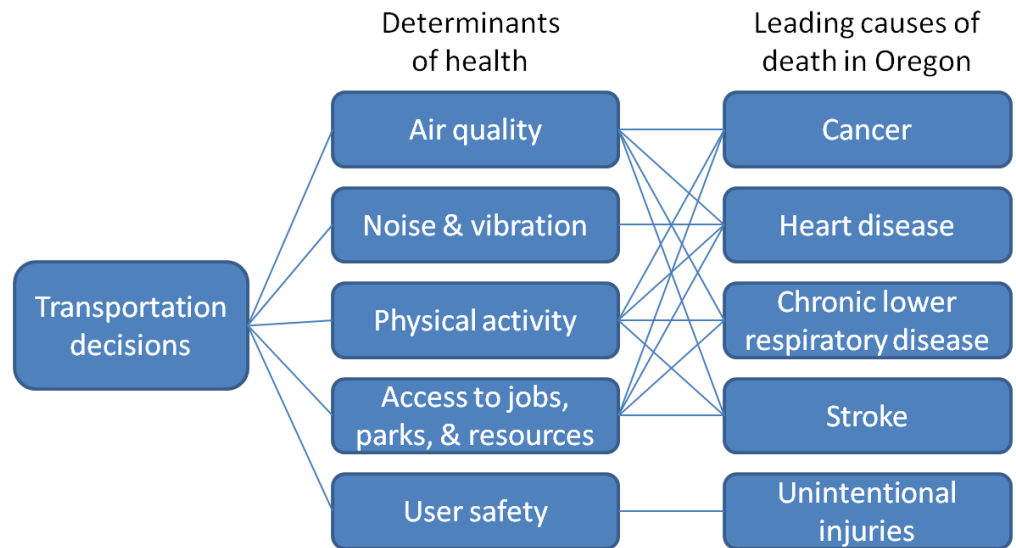 Determinants
of health
Leading causes of
death in Oregon
Transportation
decisions
Air quality
Noise & vibration
Physical activity
Access to jobs,
parks, & resources
User safety
Cancer
Heart disease
Chronic lower
respiratory disease
Stroke
Unintentional
injuries